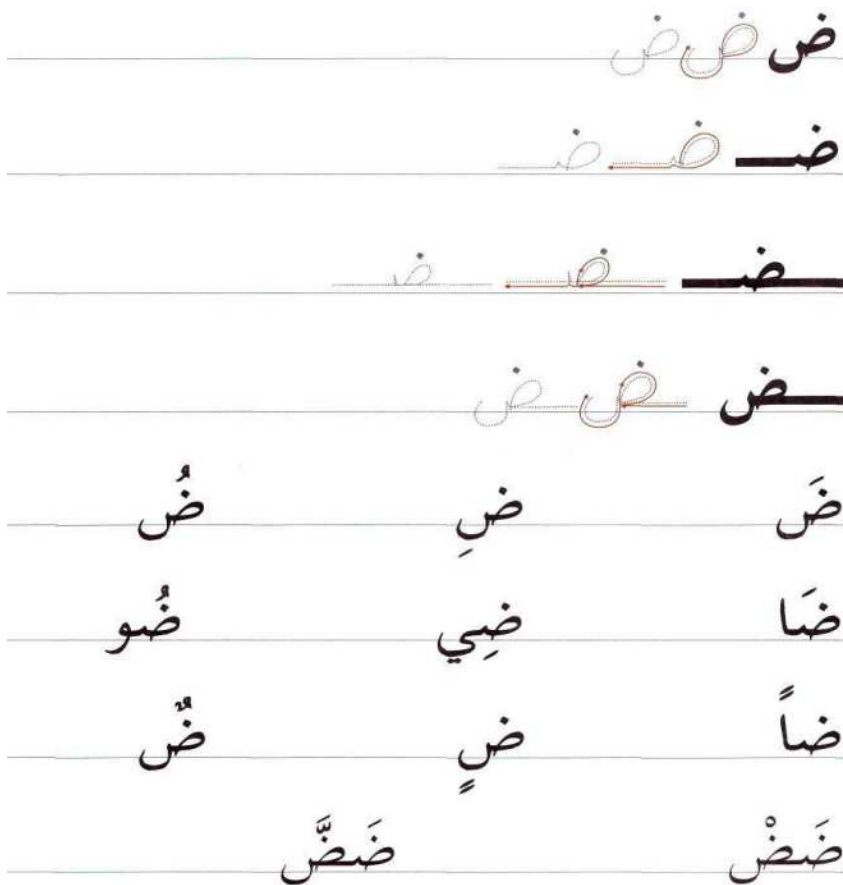 ض ض ض
ضـ ضـ ضـ
ـضـ ـضـ ـضـ
ـض ـض ـض
ضَ ضِ ضُ
ضَا ضِي ضُو
ضاً ضٍ ضٌ
ضَضْ ضَضَّ